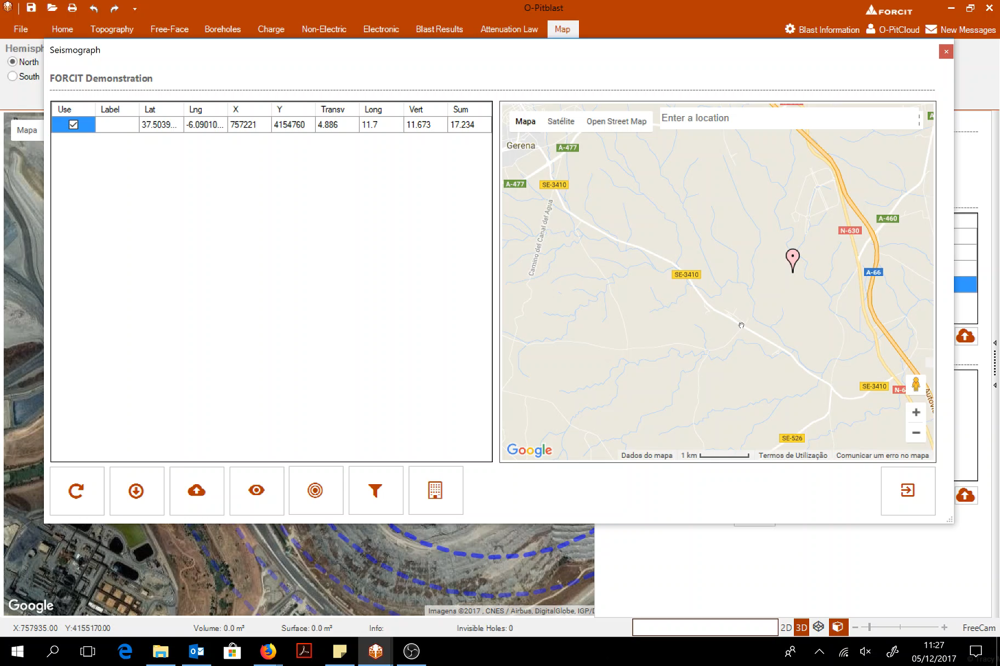 O-Pitblast
FORCIT
File Home Topography Free-Face Boreholes Charge Non-Electric Electronic Blast Results Attenuation Law Map
Blast Information O-PitCloud New Messages
Hemisph
North
South
Mapa
Seismograph
FORCIT Demonstration
Use Label Lat Lng X Y Transv Long Vert Sum
37.5039... -6.09010... 757221 4154760 4.886 11.7 11.673 17.234
Mapa Satélite Open Street Map
Enter a location
Gerena
A-477
A-477
SE-3410
Camino del Canal del Agua
A-460
N-630
A-66
SE-3410
SE-3410
N-6
Autoví
SE-526
Google
Dados do mapa 1 km Termos de Utilização Comunicar um erro no mapa
Google
Imagens ©2017 , CNES / Airbus, DigitalGlobe, IGP/D
X:757935.00 Y:4155170.00 Volume: 0.0 m³ Surface: 0.0 m² Info: Invisible Holes: 0
2D 3D FreeCam
11:27
05/12/2017